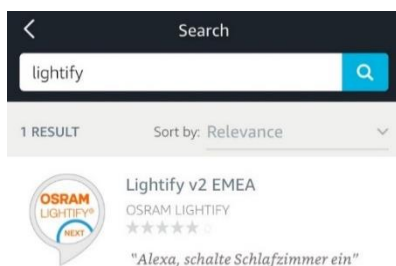 Search
lightify
1 RESULT
Sort by: Relevance
OSRAM
LIGHTIFY®
NEXT
Lightify v2 EMEA
OSRAM LIGHTIFY
"Alexa, schalte Schlafzimmer ein"